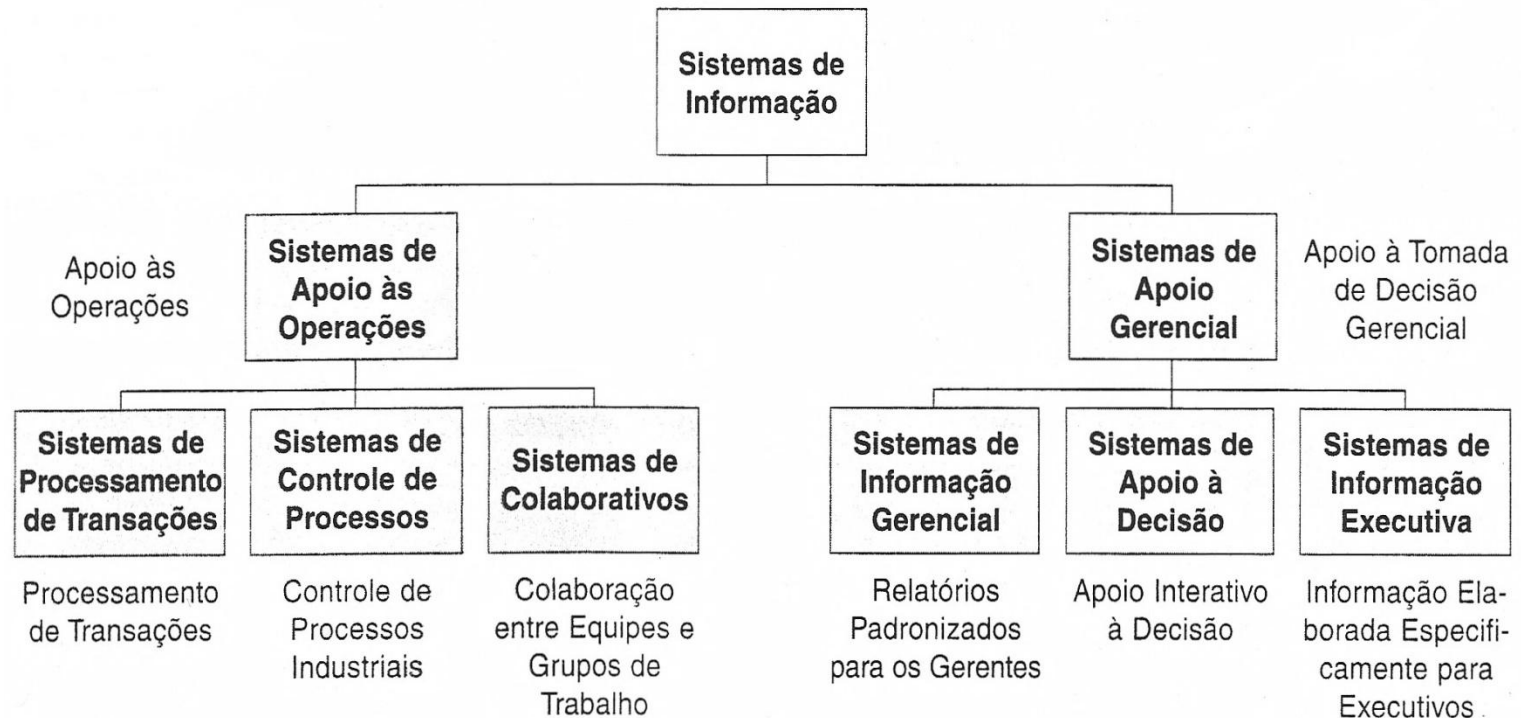 Sistemas de
Informação
Apoio às
Operações
Sistemas de
Apoio às
Operações
Sistemas de
Apoio
Gerencial
Apoio à Tomada
de Decisão
Gerencial
Sistemas de
Processamento
de Transações
Sistemas de
Controle de
Processos
Sistemas de
Colaborativos
Sistemas de
Informação
Gerencial
Sistemas de
Apoio à
Decisão
Sistemas de
Informação
Executiva
Processamento
de Transações
Controle de
Processos
Industriais
Colaboração
entre Equipes e
Grupos de
Trabalho
Relatórios
Padronizados
para os Gerentes
Apoio Interativo
à Decisão
Informação Ela-
borada Especifi-
camente para
Executivos .